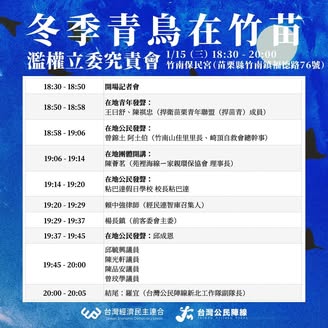 冬季青鳥在竹苗
濫權立委究責會
1/15 (三) 18:30 - 20:00
竹南保民宮(苗栗縣竹南鎮福德路76號)
18:30 - 18:50 開場記者會
18:50 - 18:58 在地青年發聲：
王日舒、陳祺忠（捍衛苗栗青年聯盟（捍苗青）成員）
18:58 - 19:06 在地公民發聲：
曾錦土 阿土伯（竹南山佳里里長、崎頂自救會總幹事）
19:06 - 19:14 在地團體開講：
陳薈茗（苑裡海線一家親環保協會 理事長）
19:14 - 19:20 在地公民發聲：
粘巴達假日學校 校長粘巴達
19:20 - 19:29 賴中強律師（經民連智庫召集人）
19:29 - 19:37 楊長鎮（前客委會主委）
19:37 - 19:45 在地公民發聲：邱成恩
19:45 - 20:00 邱毓興議員
陳光軒議員
陳品安議員
曾玟學議員
20:00 - 20:05 結尾：羅宜（台灣公民陣線新北工作隊副隊長）
台灣經濟民主連合
台灣公民陣線